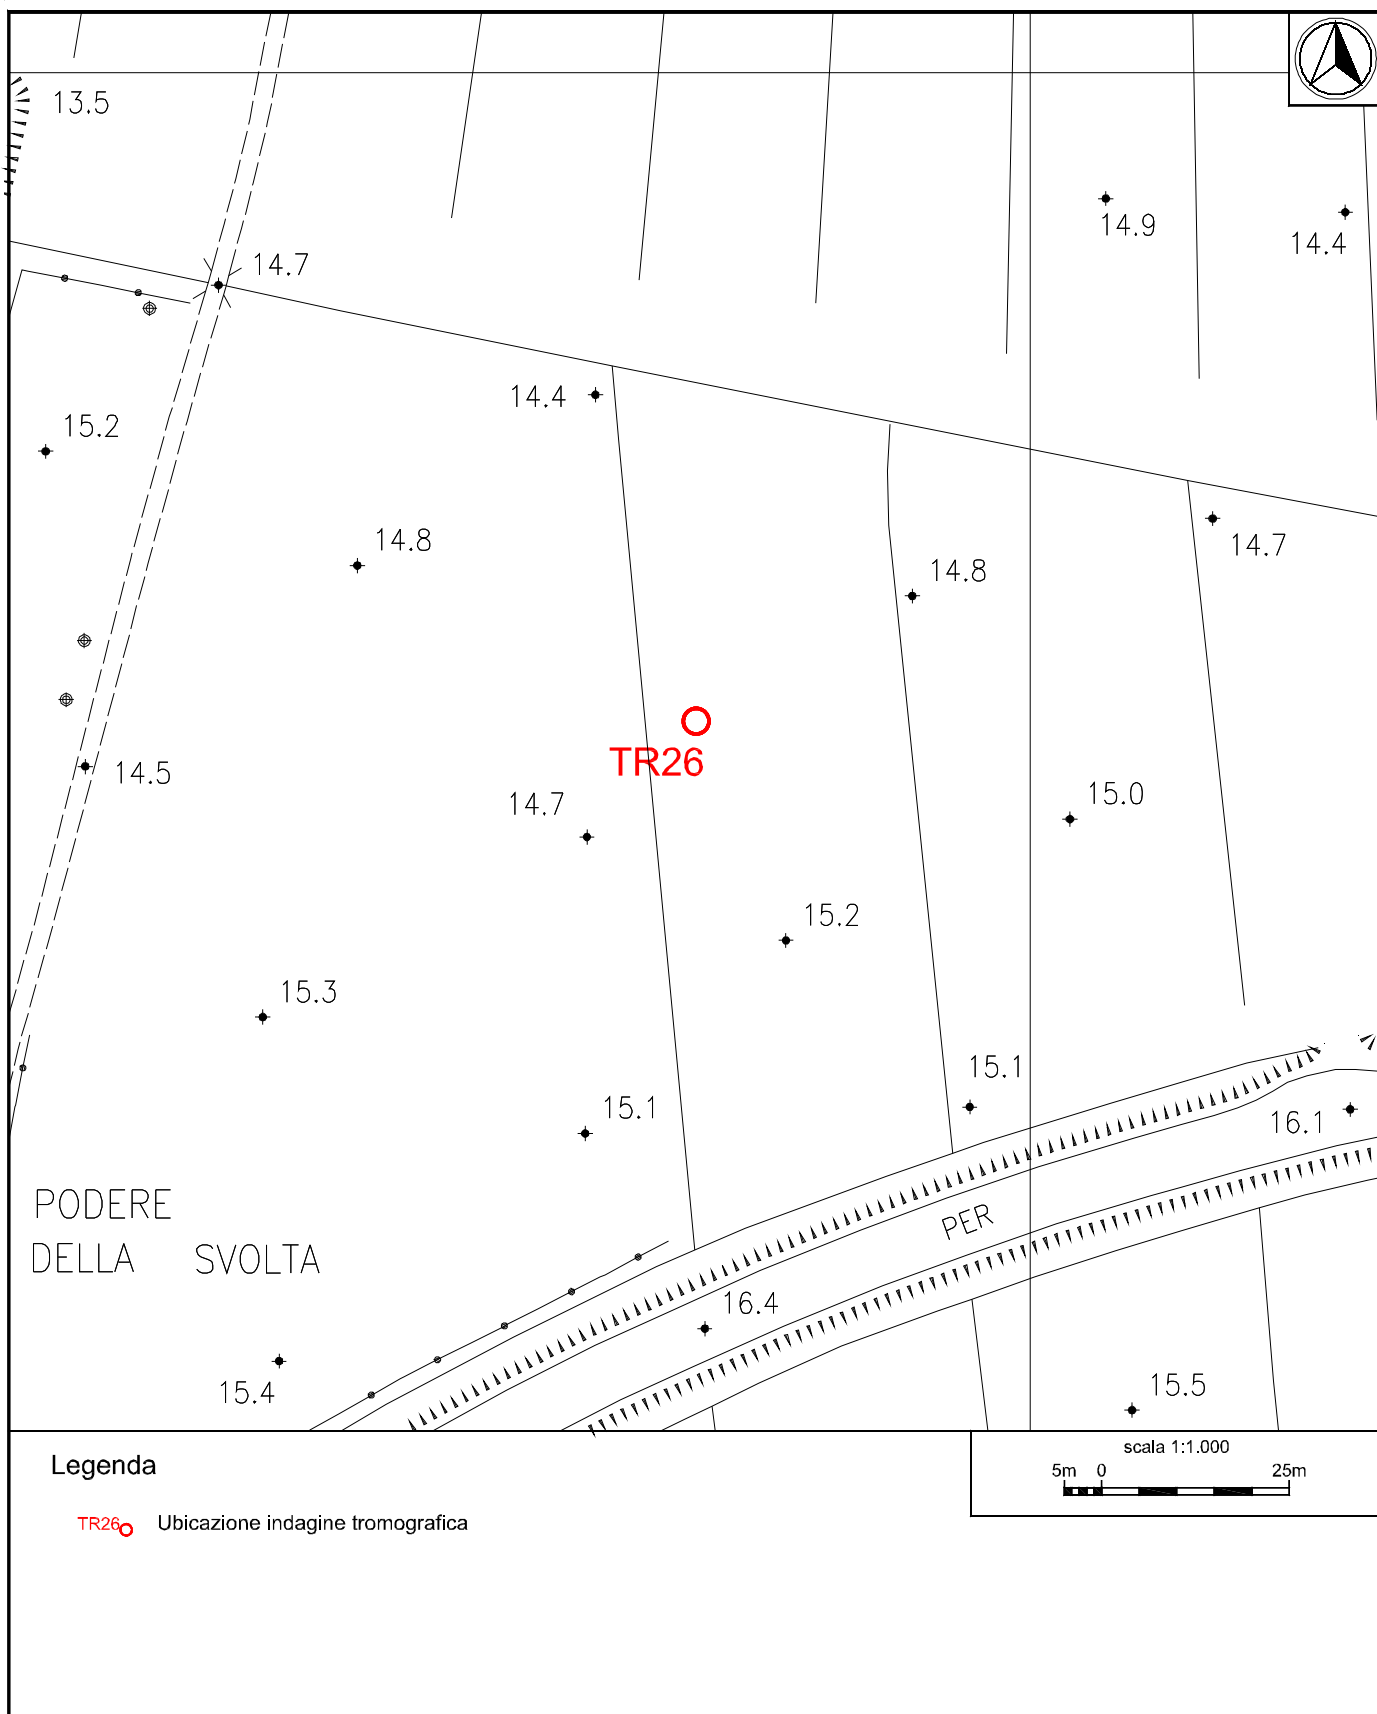 13.5
14.9
14.4
14.7
14.4
15.2
14.8
14.7
14.8
TR26
14.5
14.7
15.0
15.2
15.3
15.1
15.1
16.1
PODERE
DELLA SVOLTA
PER
16.4
15.4
15.5
Legenda
scala 1:1.000
5m 0 25m
TR26 Ubicazione indagine tromografica